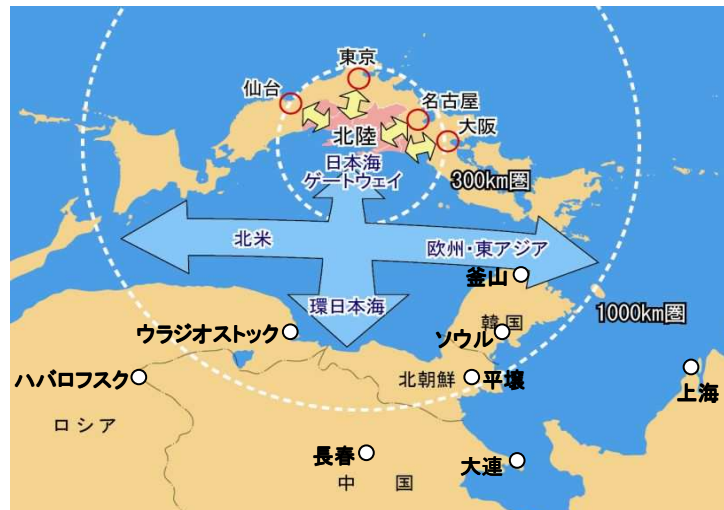 東京
仙台
名古屋
大阪
北陸
日本海
ゲートウェイ
300km圏
北米
欧州・東アジア
釜山
環日本海
1000km圏
ウラジオストック
韓国
ソウル
ハバロフスク
北朝鮮
平壌
上海
ロシア
長春
大連
中国